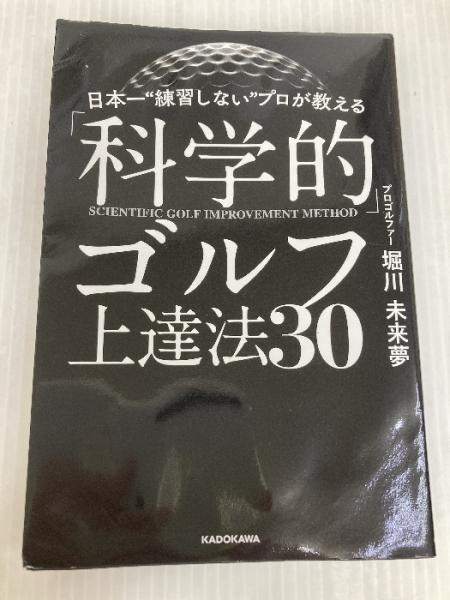 日本一“練習しない”プロが教える
「科学的」
SCIENTIFIC GOLF IMPROVEMENT METHOD
ゴルフ
上達法30
プロゴルファー 堀川 未来夢
KADOKAWA